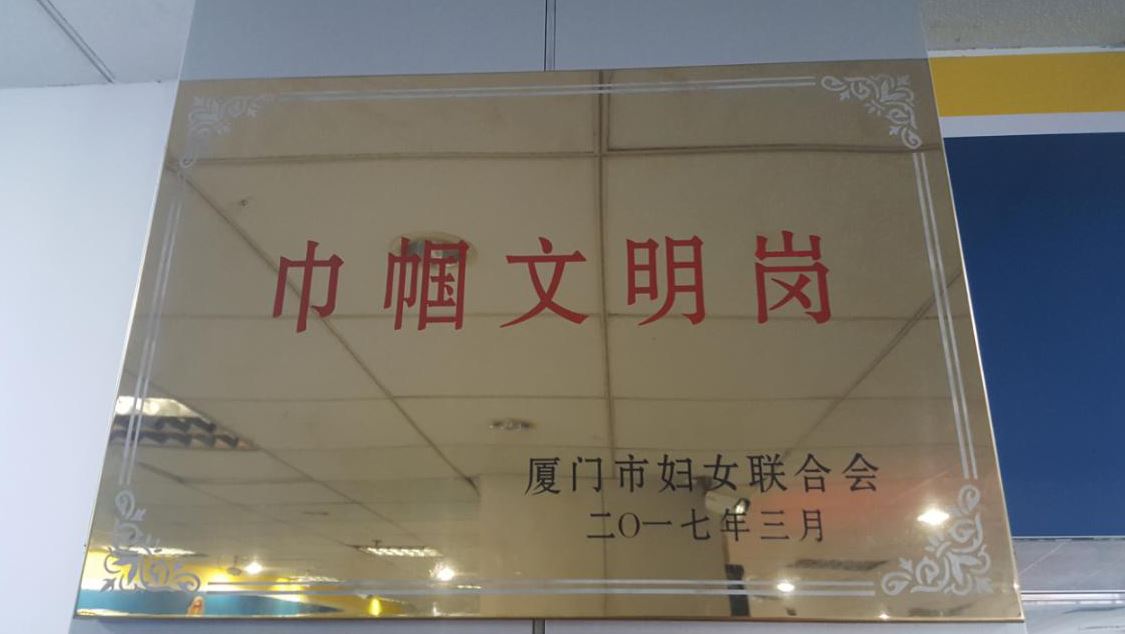 巾帼文明岗
厦门市妇女联合会
二〇一七年三月